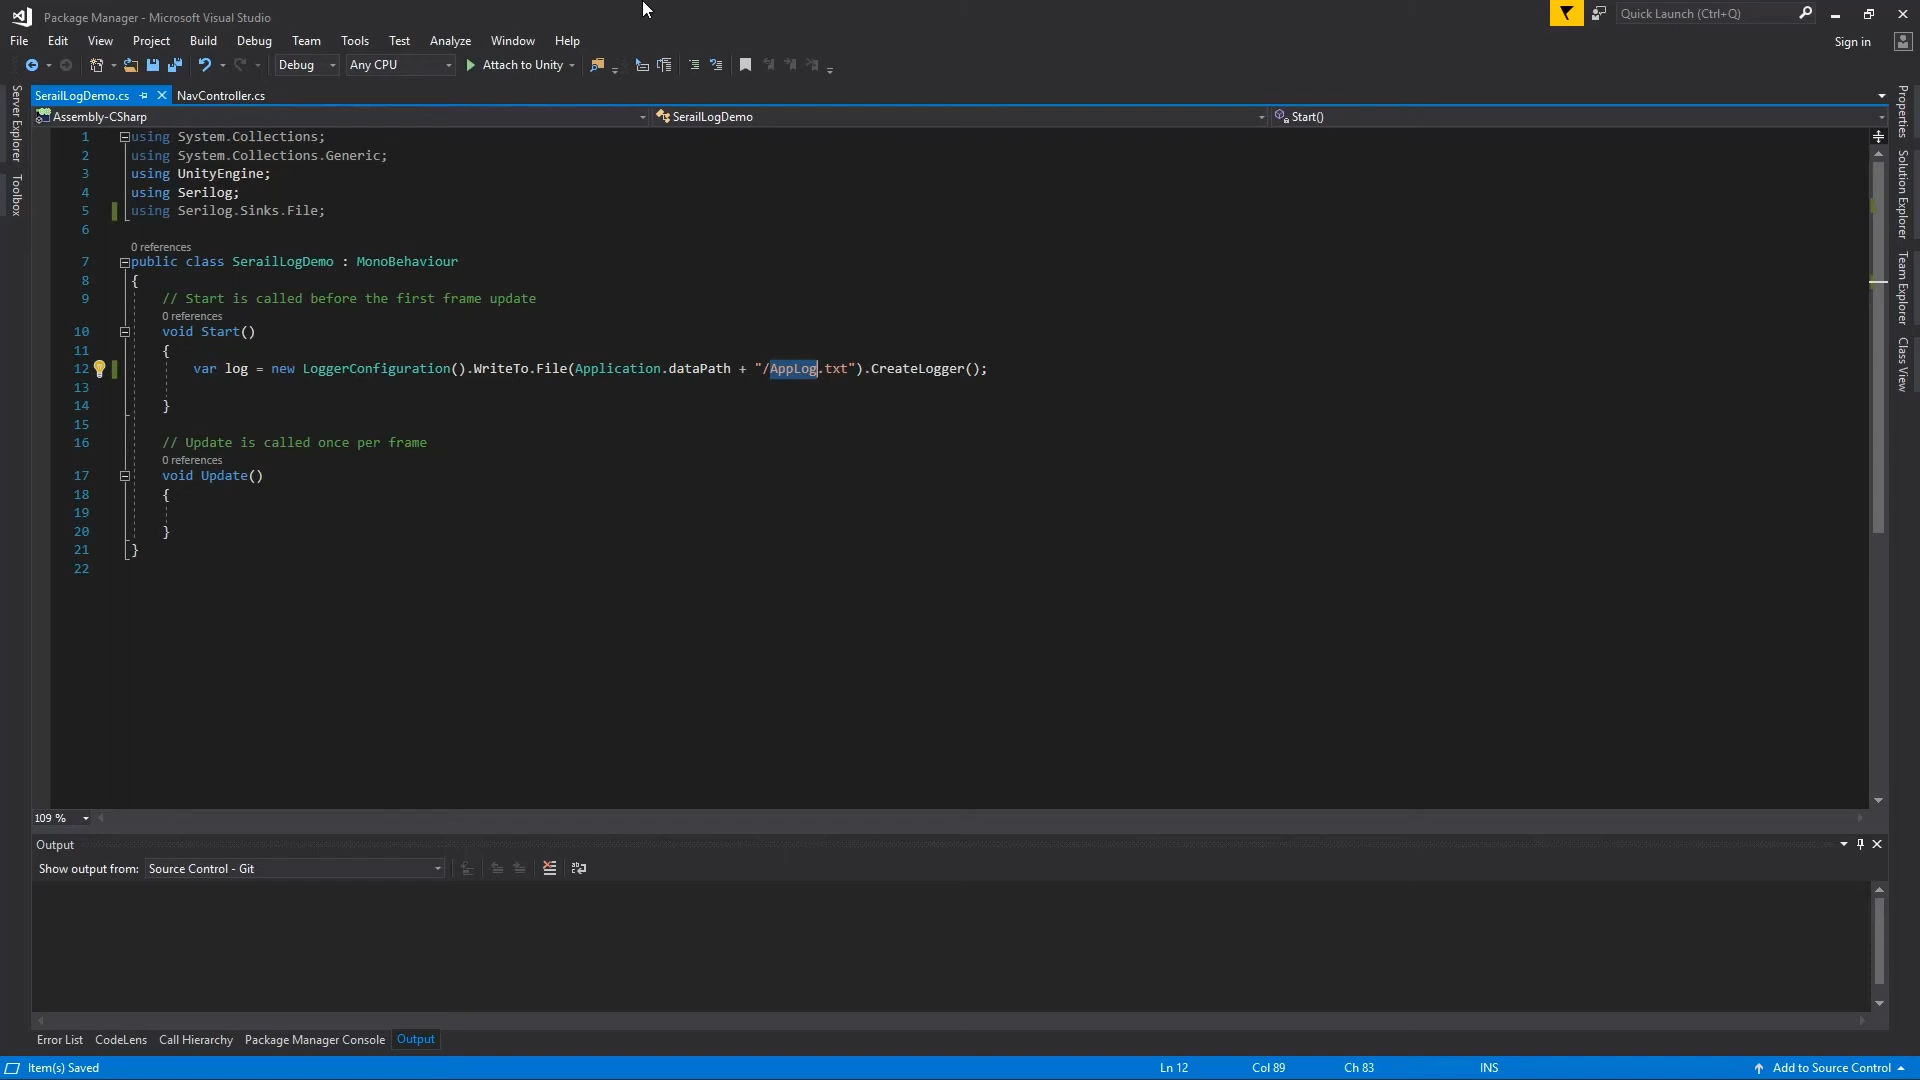 Package Manager - Microsoft Visual Studio
Quick Launch (Ctrl+Q)
File Edit View Project Build Debug Team Tools Test Analyze Window Help
Sign in
Debug Any CPU Attach to Unity
SerailLogDemo.cs NavController.cs
Assembly-CSharp SerailLogDemo Start()
Server Explorer
Toolbox
Properties
Solution Explorer
Team Explorer
Class View
1 using System.Collections;
2 using System.Collections.Generic;
3 using UnityEngine;
4 using Serilog;
5 using Serilog.Sinks.File;
6
0 references
7 public class SerailLogDemo : MonoBehaviour
8 {
9 // Start is called before the first frame update
0 references
10 void Start()
11 {
12 var log = new LoggerConfiguration().WriteTo.File(Application.dataPath + "/AppLog.txt").CreateLogger();
13
14 }
15
16 // Update is called once per frame
0 references
17 void Update()
18 {
19
20 }
21 }
22
109 %
Output
Show output from: Source Control - Git
Error List CodeLens Call Hierarchy Package Manager Console Output
Item(s) Saved Ln 12 Col 89 Ch 83 INS Add to Source Control